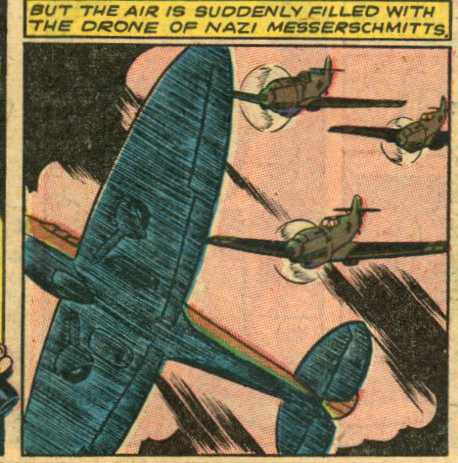 BUT THE AIR IS SUDDENLY FILLED WITH
THE DRONE OF NAZI MESSERSCHMITTS,